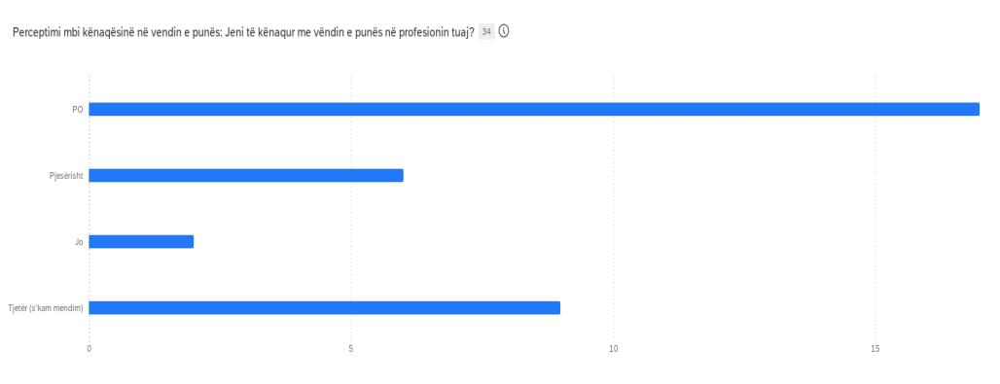 Perceptimi mbi kënaqësinë në vendin e punës: Jeni të kënaqur me vëndin e punës në profesionin tuaj? 34
PO
Pjesërisht
Jo
Tjetër (s'kam mendim)
0 5 10 15